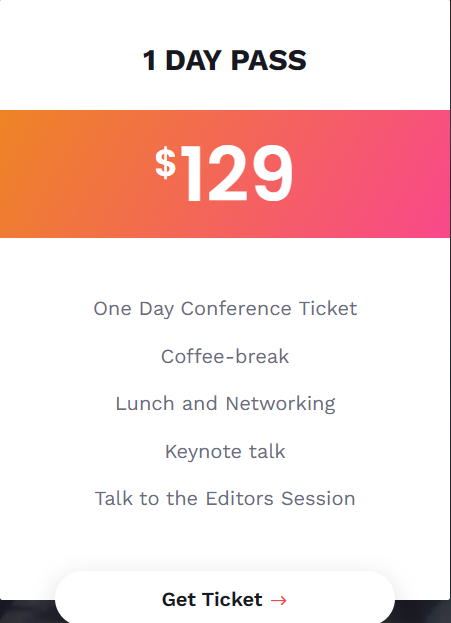 1 DAY PASS
$129
One Day Conference Ticket
Coffee-break
Lunch and Networking
Keynote talk
Talk to the Editors Session
Get Ticket →